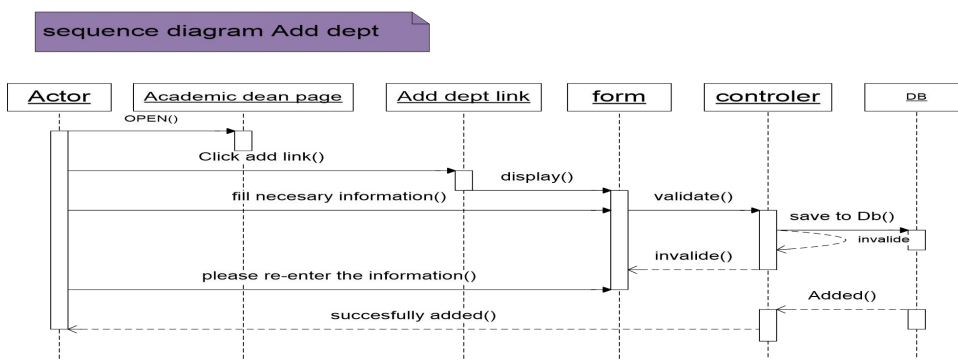 sequence diagram Add dept
Actor
Academic dean page
Add dept link
form
controler
DB
OPEN()
Click add link()
display()
fill necesary information()
validate()
save to Db()
invalide
invalide()
please re-enter the information()
Added()
succesfully added()